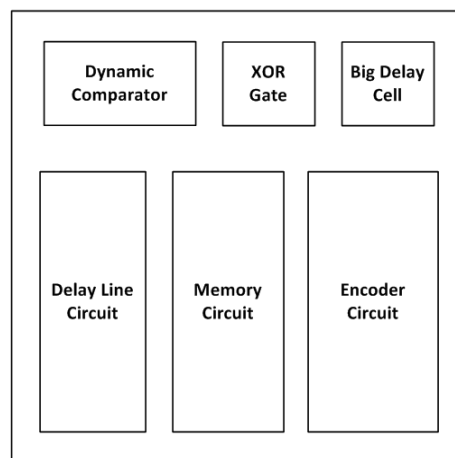 Dynamic
Comparator
XOR
Gate
Big Delay
Cell
Delay Line
Circuit
Memory
Circuit
Encoder
Circuit